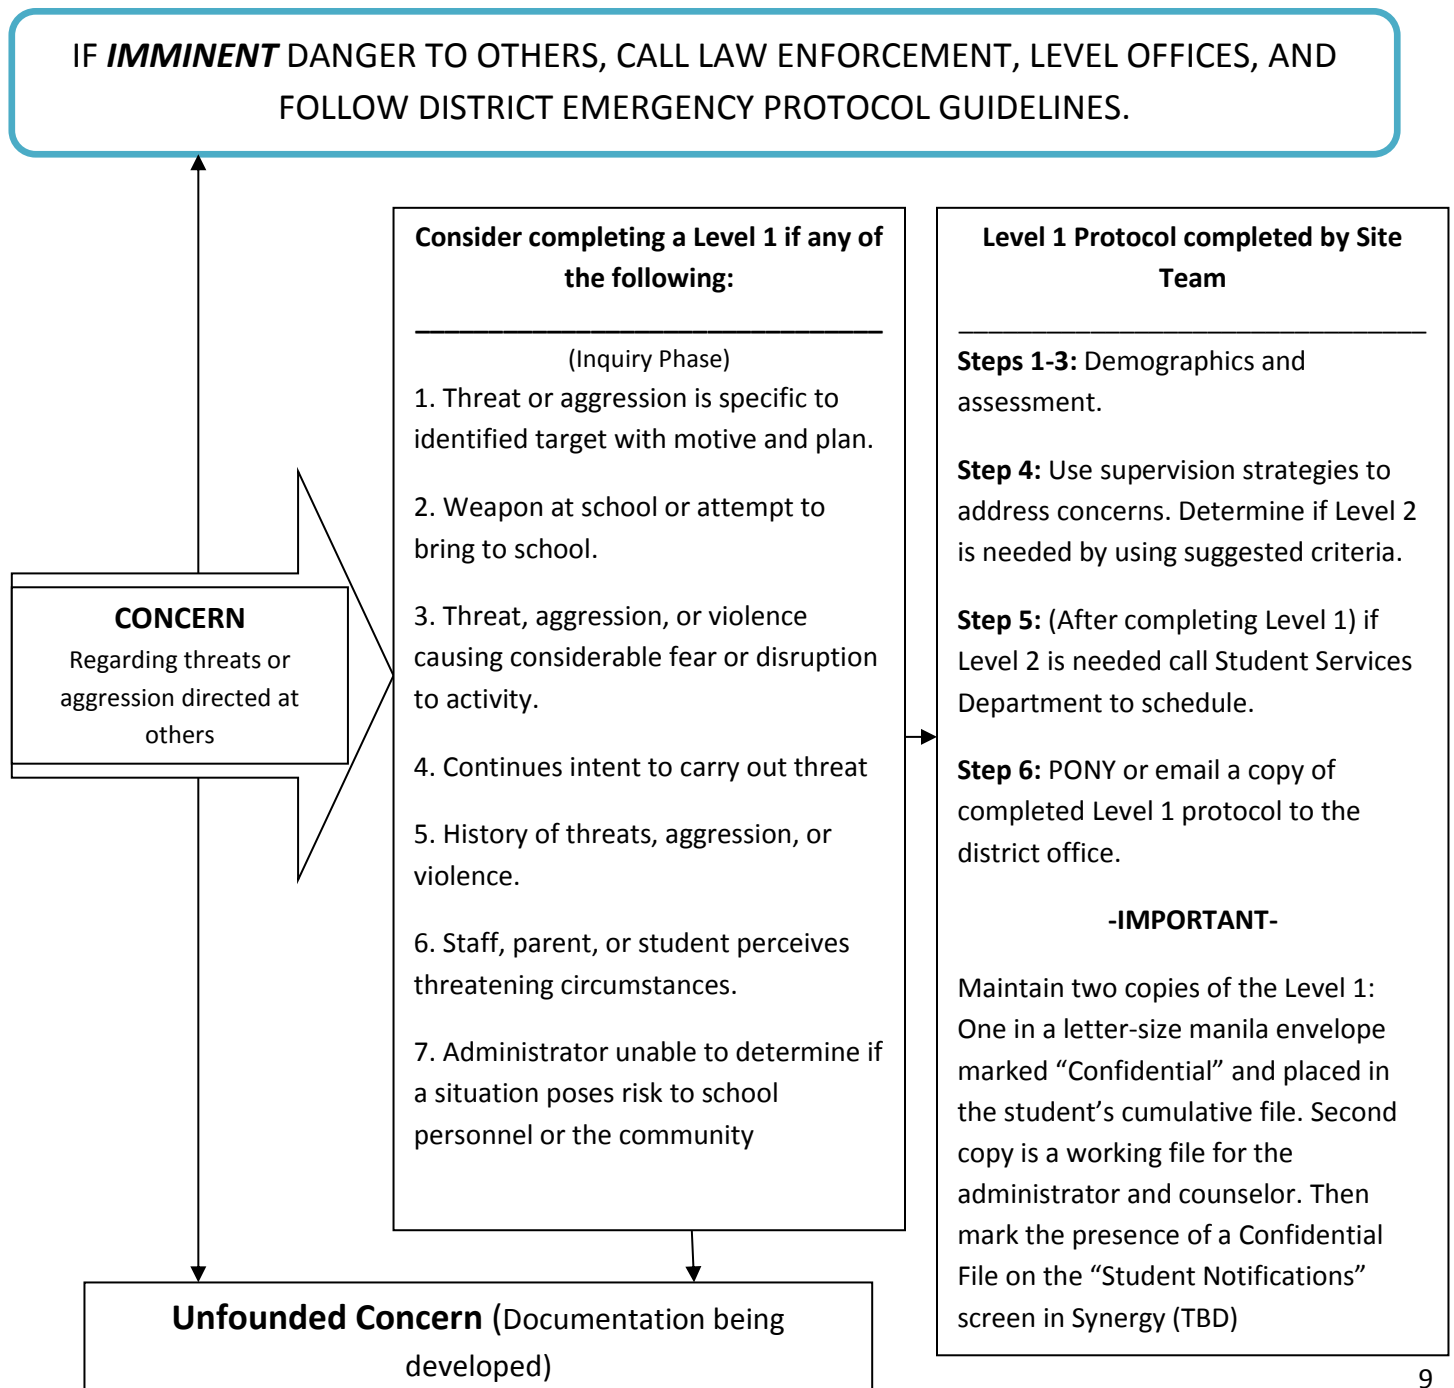 IF IMMINENT DANGER TO OTHERS, CALL LAW ENFORCEMENT, LEVEL OFFICES, AND
FOLLOW DISTRICT EMERGENCY PROTOCOL GUIDELINES.
CONCERN
Regarding threats or
aggression directed at
others
Consider completing a Level 1 if any of
the following:
(Inquiry Phase)
1. Threat or aggression is specific to
identified target with motive and plan.
2. Weapon at school or attempt to
bring to school.
3. Threat, aggression, or violence
causing considerable fear or disruption
to activity.
4. Continues intent to carry out threat
5. History of threats, aggression, or
violence.
6. Staff, parent, or student perceives
threatening circumstances.
7. Administrator unable to determine if
a situation poses risk to school
personnel or the community
Level 1 Protocol completed by Site
Team
Steps 1-3: Demographics and
assessment.
Step 4: Use supervision strategies to
address concerns. Determine if Level 2
is needed by using suggested criteria.
Step 5: (After completing Level 1) if
Level 2 is needed call Student Services
Department to schedule.
Step 6: PONY or email a copy of
completed Level 1 protocol to the
district office.
-IMPORTANT-
Maintain two copies of the Level 1:
One in a letter-size manila envelope
marked “Confidential” and placed in
the student’s cumulative file. Second
copy is a working file for the
administrator and counselor. Then
mark the presence of a Confidential
File on the “Student Notifications”
screen in Synergy (TBD)
Unfounded Concern (Documentation being
developed)
9